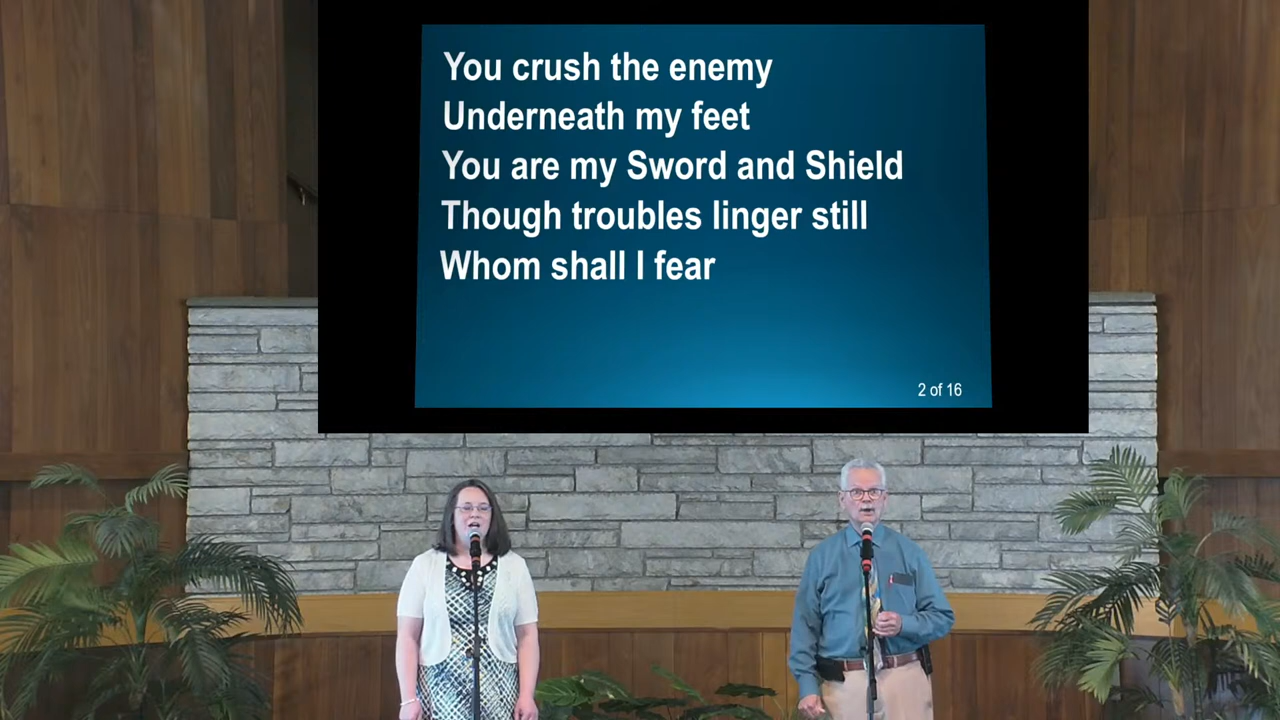 You crush the enemy
Underneath my feet
You are my Sword and Shield
Though troubles linger still
Whom shall I fear
2 of 16